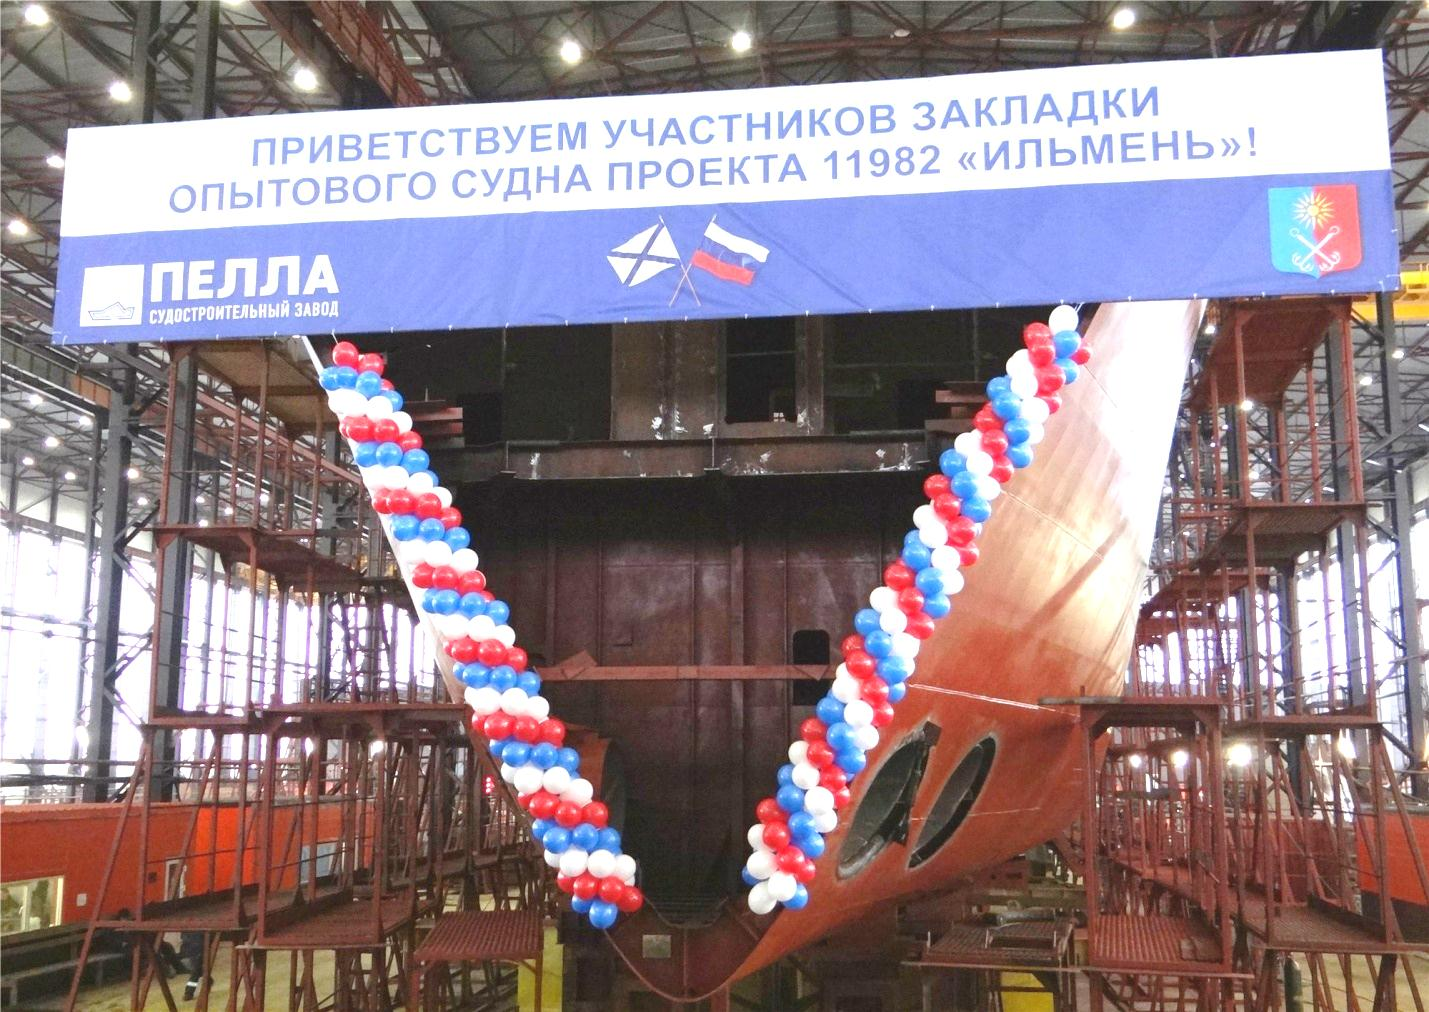 ПРИВЕТСТВУЕМ УЧАСТНИКОВ ЗАКЛАДКИ
ОПЫТОВОГО СУДНА ПРОЕКТА 11982 «ИЛЬМЕНЬ»!
ПЕЛЛА
СУДОСТРОИТЕЛЬНЫЙ ЗАВОД